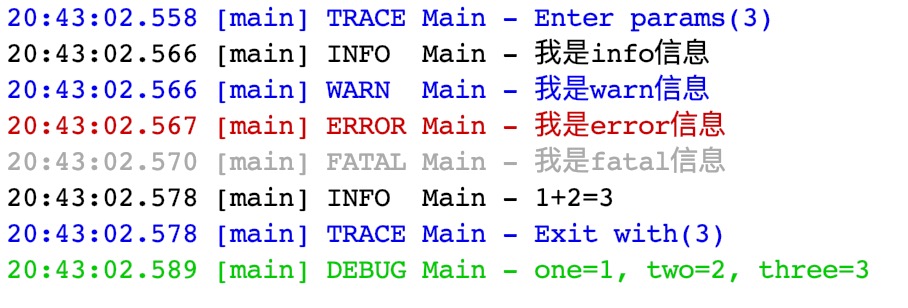 20:43:02.558 [main] TRACE Main - Enter params(3)
20:43:02.566 [main] INFO  Main - 我是info信息
20:43:02.566 [main] WARN  Main - 我是warn信息
20:43:02.567 [main] ERROR Main - 我是error信息
20:43:02.570 [main] FATAL Main - 我是fatal信息
20:43:02.578 [main] INFO  Main - 1+2=3
20:43:02.578 [main] TRACE Main - Exit with(3)
20:43:02.589 [main] DEBUG Main - one=1, two=2, three=3